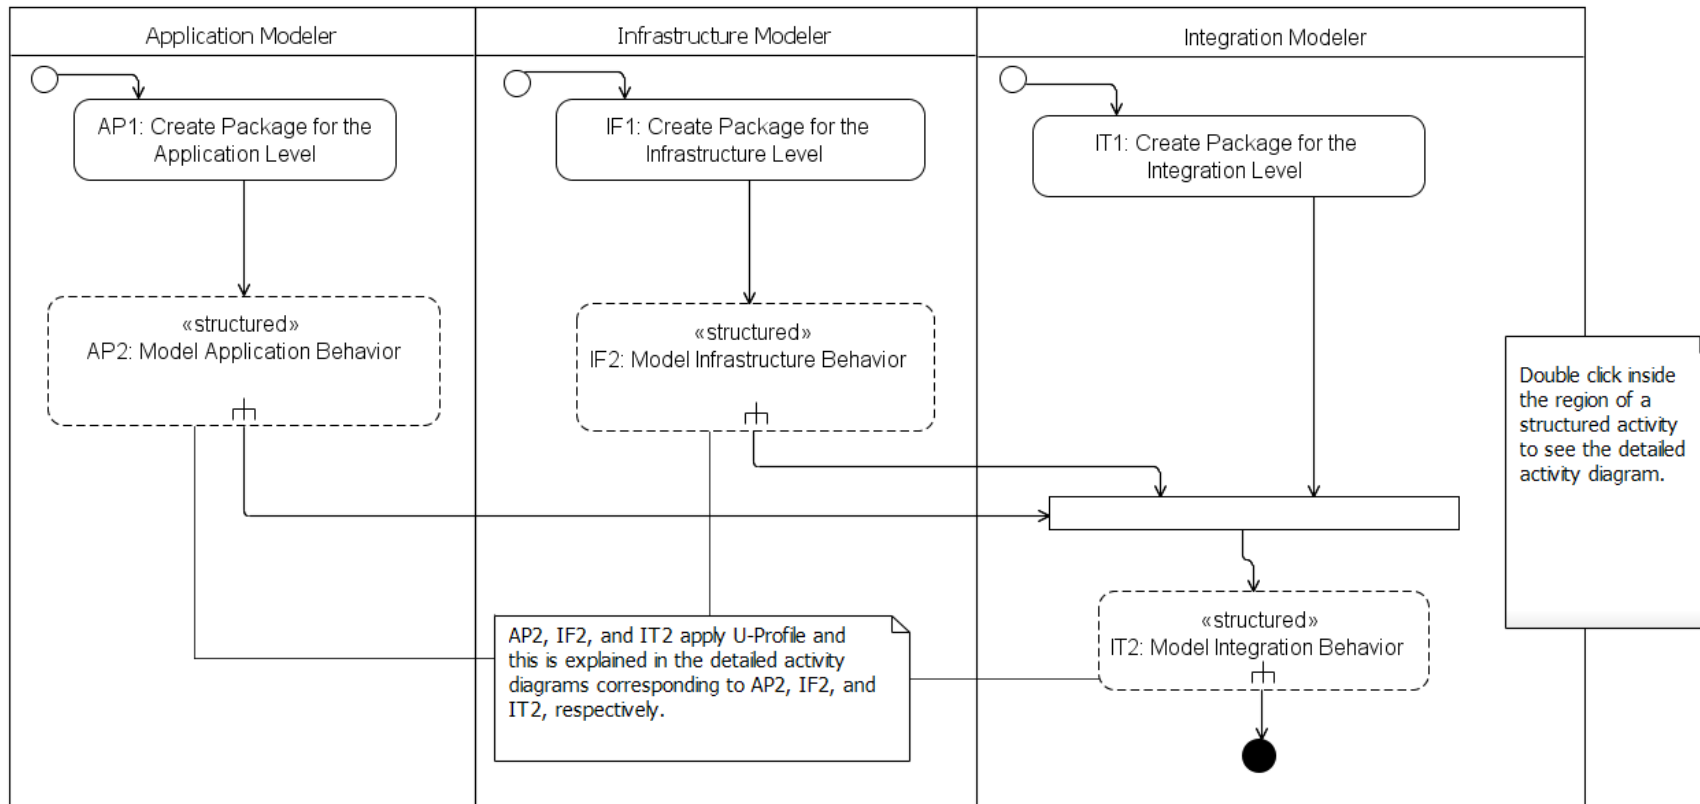 Application Modeler
Infrastructure Modeler
Integration Modeler
AP1: Create Package for the
Application Level
IF1: Create Package for the
Infrastructure Level
IT1: Create Package for the
Integration Level
«structured»
AP2: Model Application Behavior
«structured»
IF2: Model Infrastructure Behavior
Double click inside
the region of a
structured activity
to see the detailed
activity diagram.
«structured»
IT2: Model Integration Behavior
AP2, IF2, and IT2 apply U-Profile and
this is explained in the detailed activity
diagrams corresponding to AP2, IF2, and
IT2, respectively.